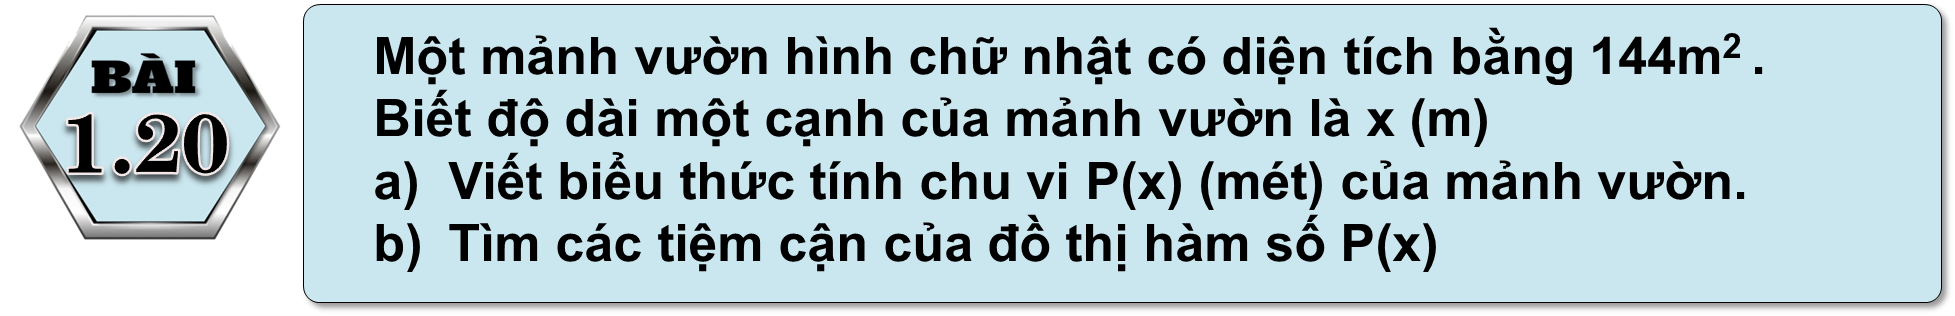 BÀI
1.20
Một mảnh vườn hình chữ nhật có diện tích bằng 144m² .
Biết độ dài một cạnh của mảnh vườn là x (m)
a) Viết biểu thức tính chu vi P(x) (mét) của mảnh vườn.
b) Tìm các tiệm cận của đồ thị hàm số P(x)